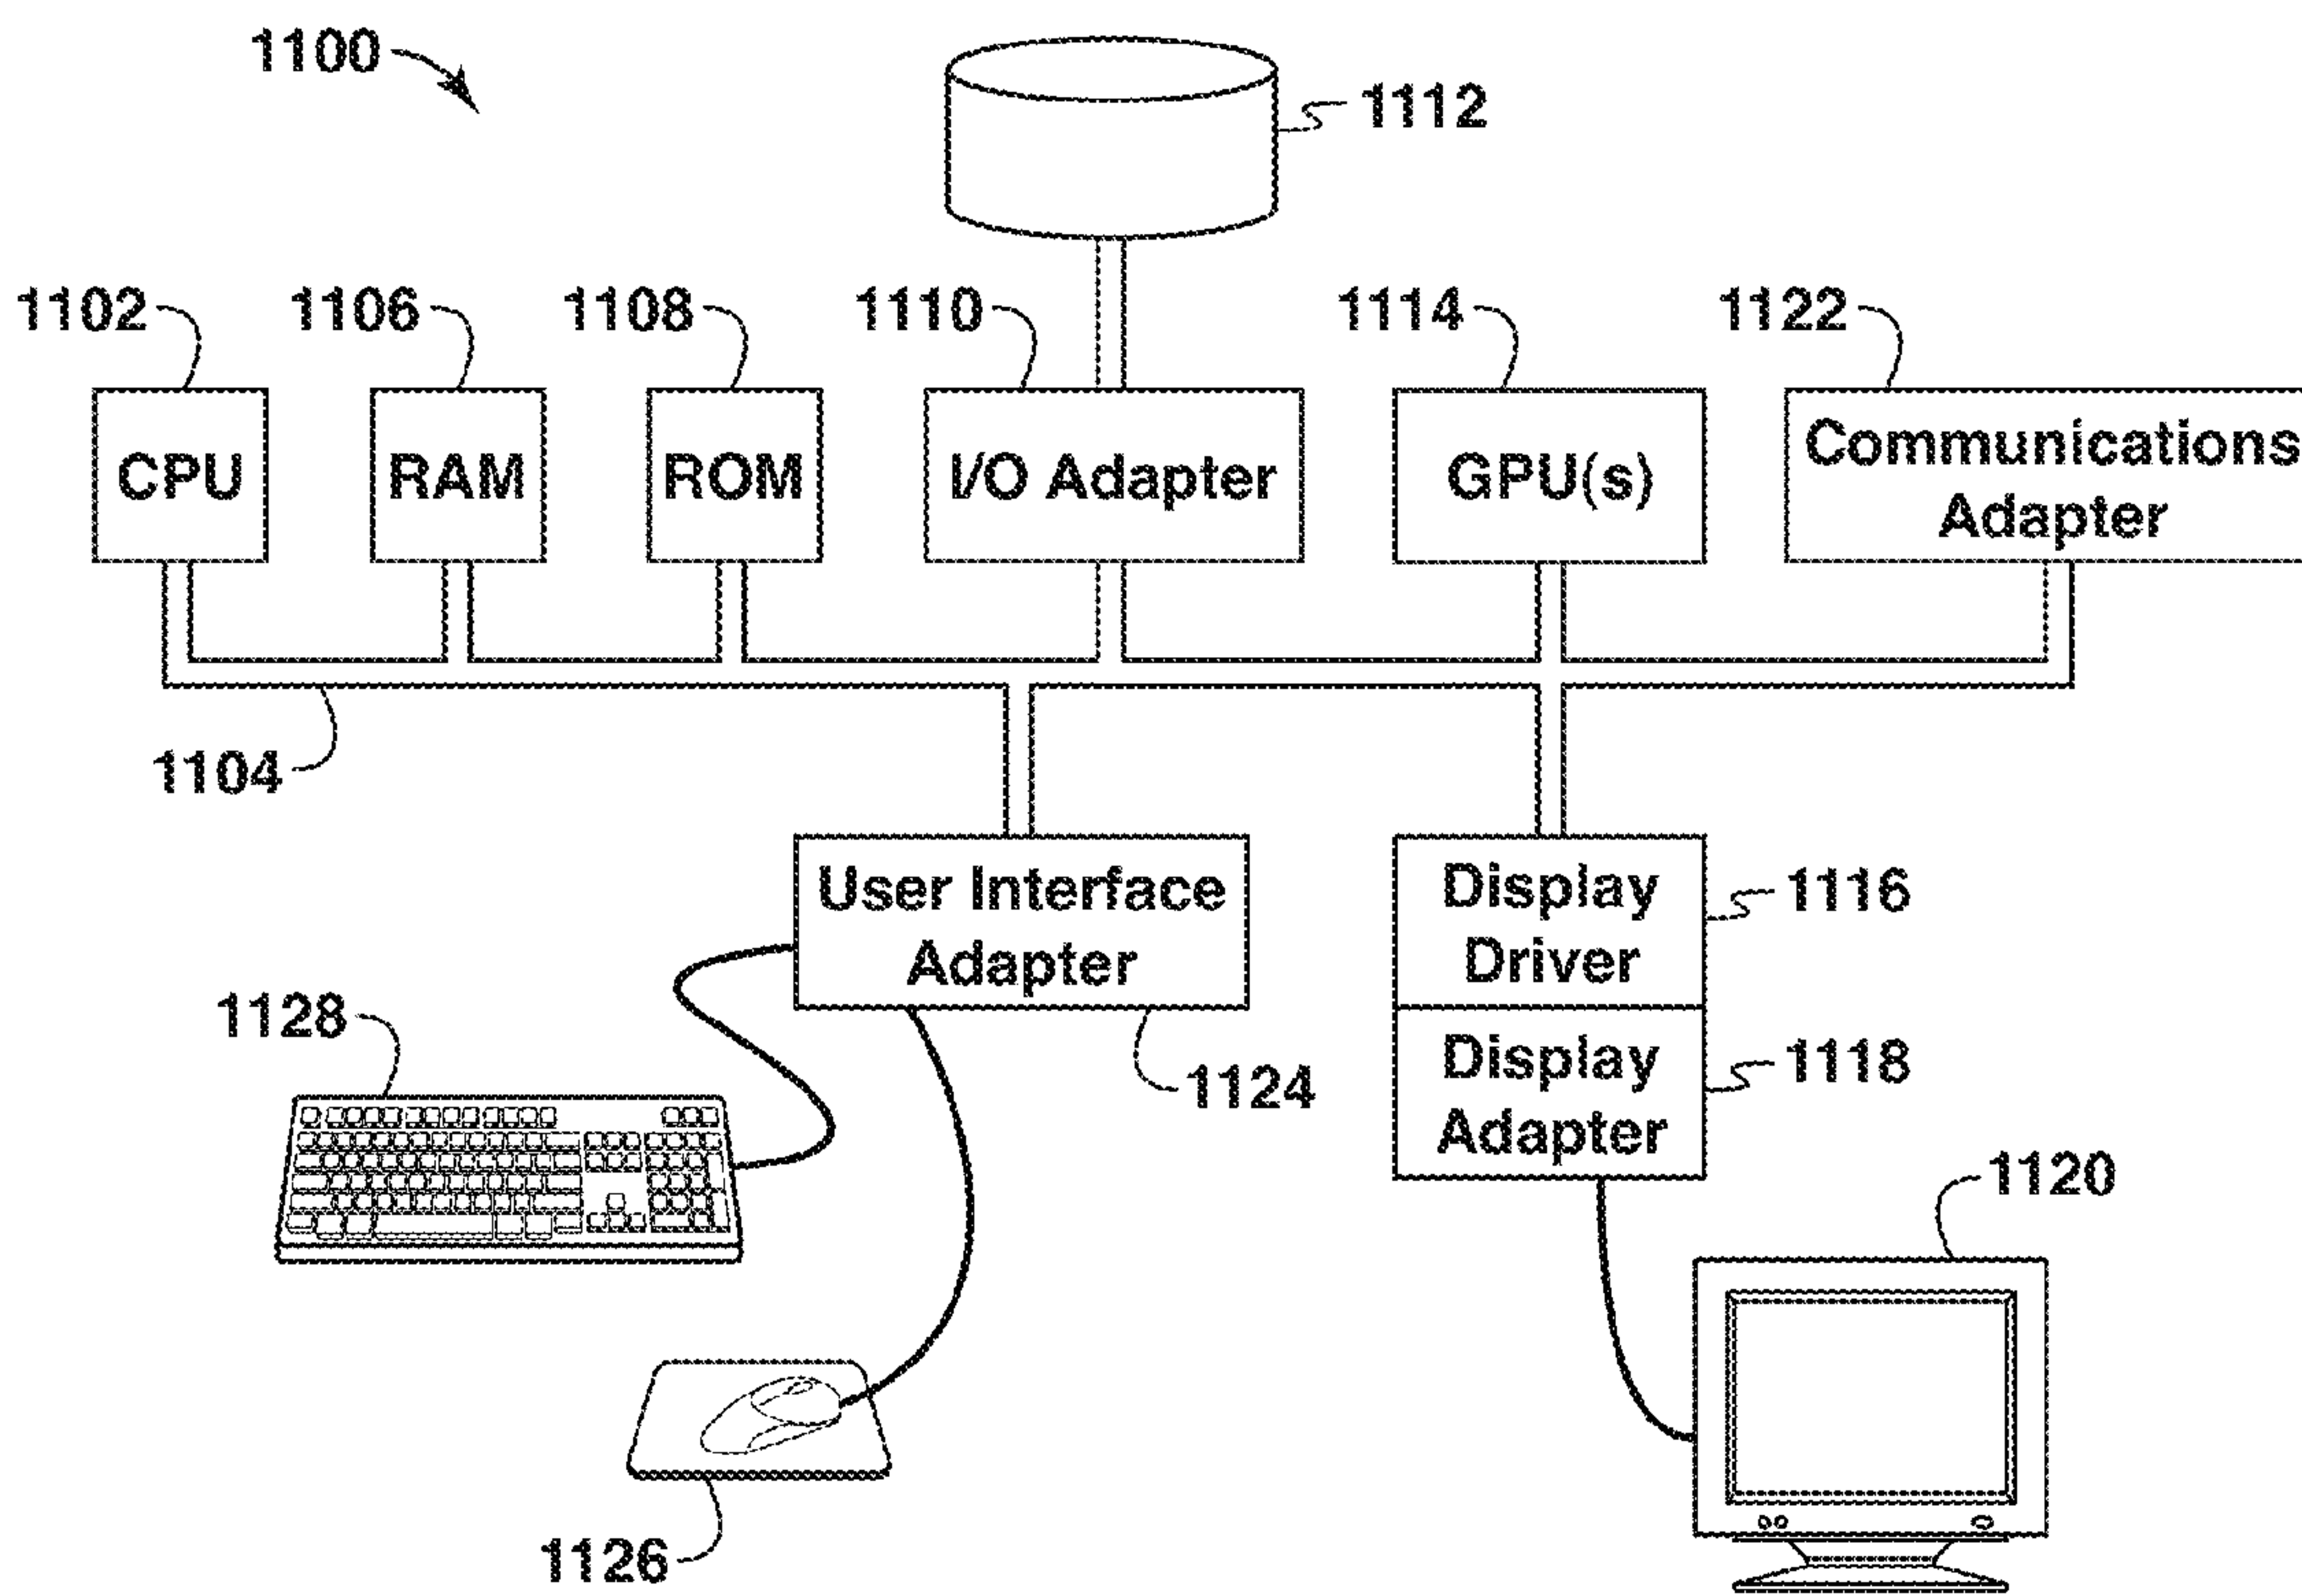 1100
1112
1102
1106
1108
1110
1114
1122
CPU
RAM
ROM
I/O Adapter
GPU(s)
Communications
Adapter
1104
User Interface
Adapter
1124
Display
Driver
1116
Display
Adapter
1118
1128
1120
1126